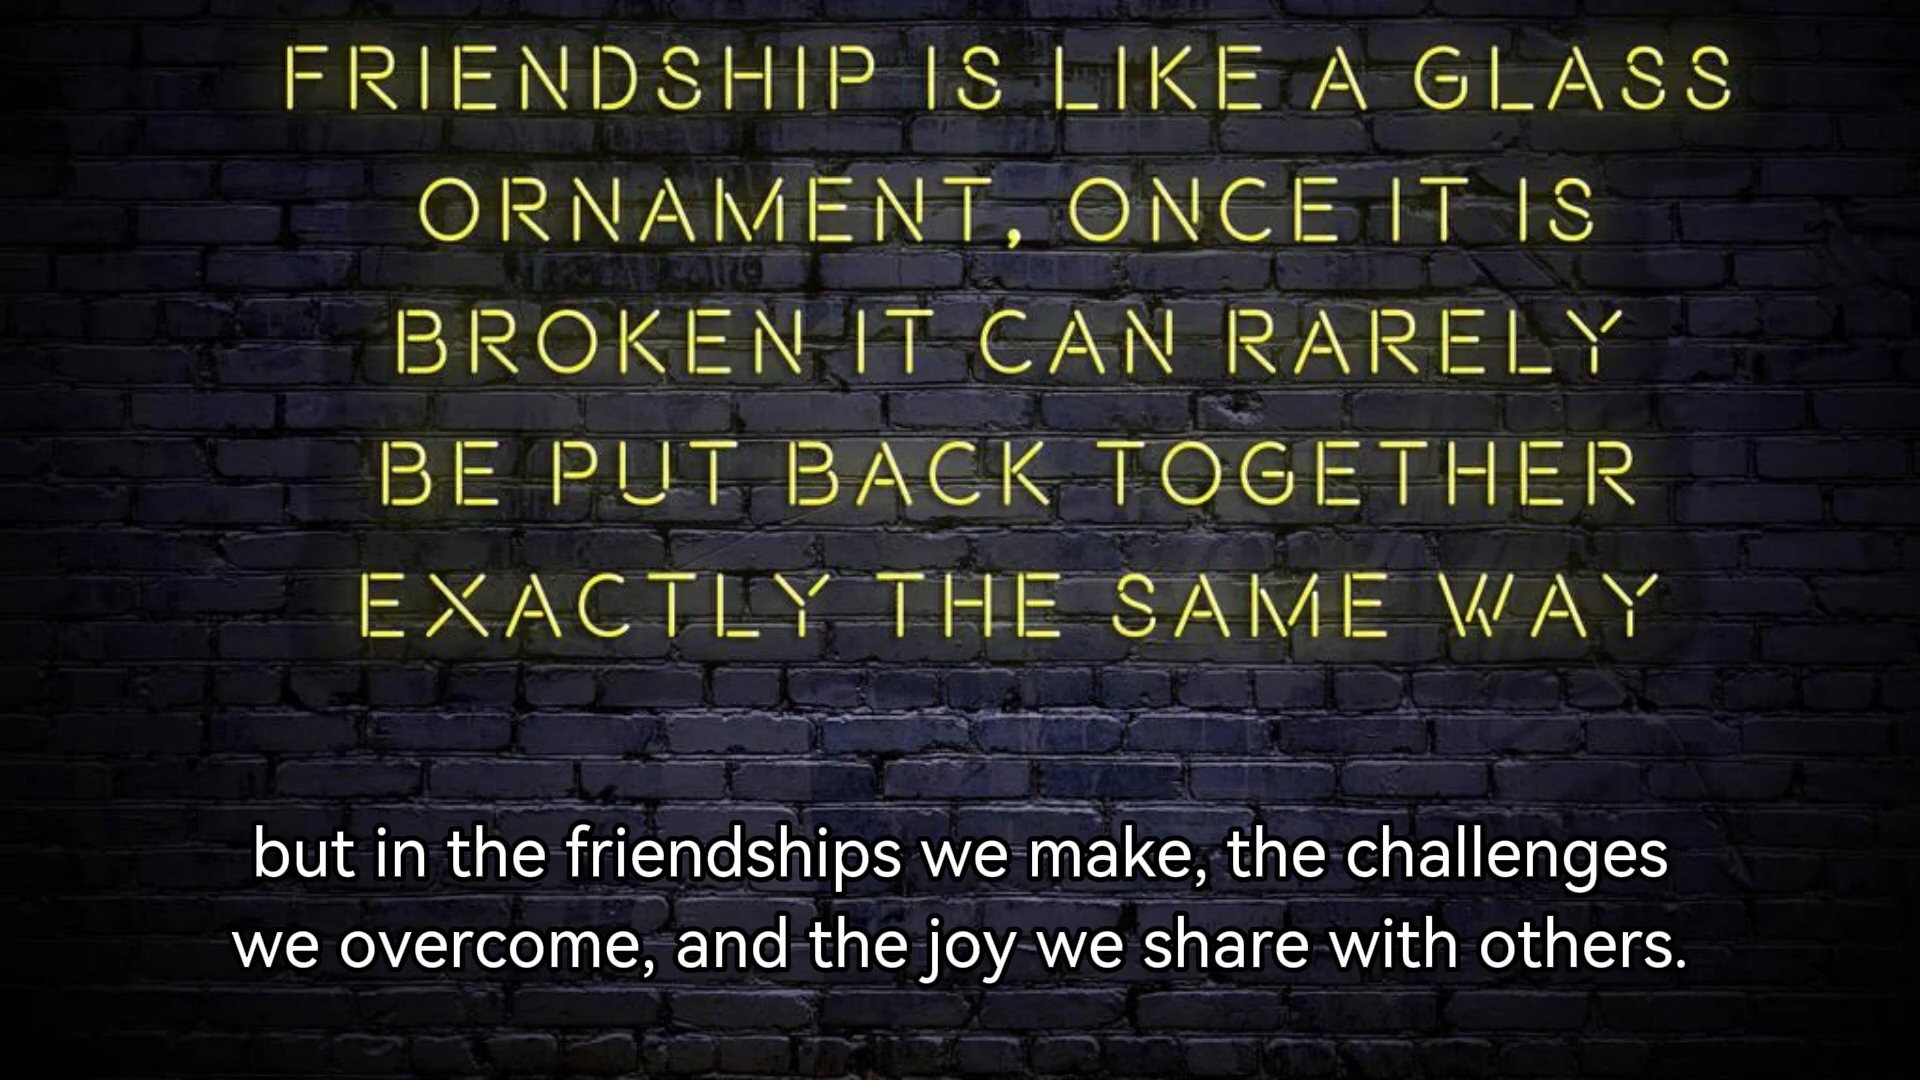 FRIENDSHIP IS LIKE A GLASS
ORNAMENT, ONCE IT IS
BROKEN IT CAN RARELY
BE PUT BACK TOGETHER
EXACTLY THE SAME WAY
but in the friendships we make, the challenges
we overcome, and the joy we share with others.